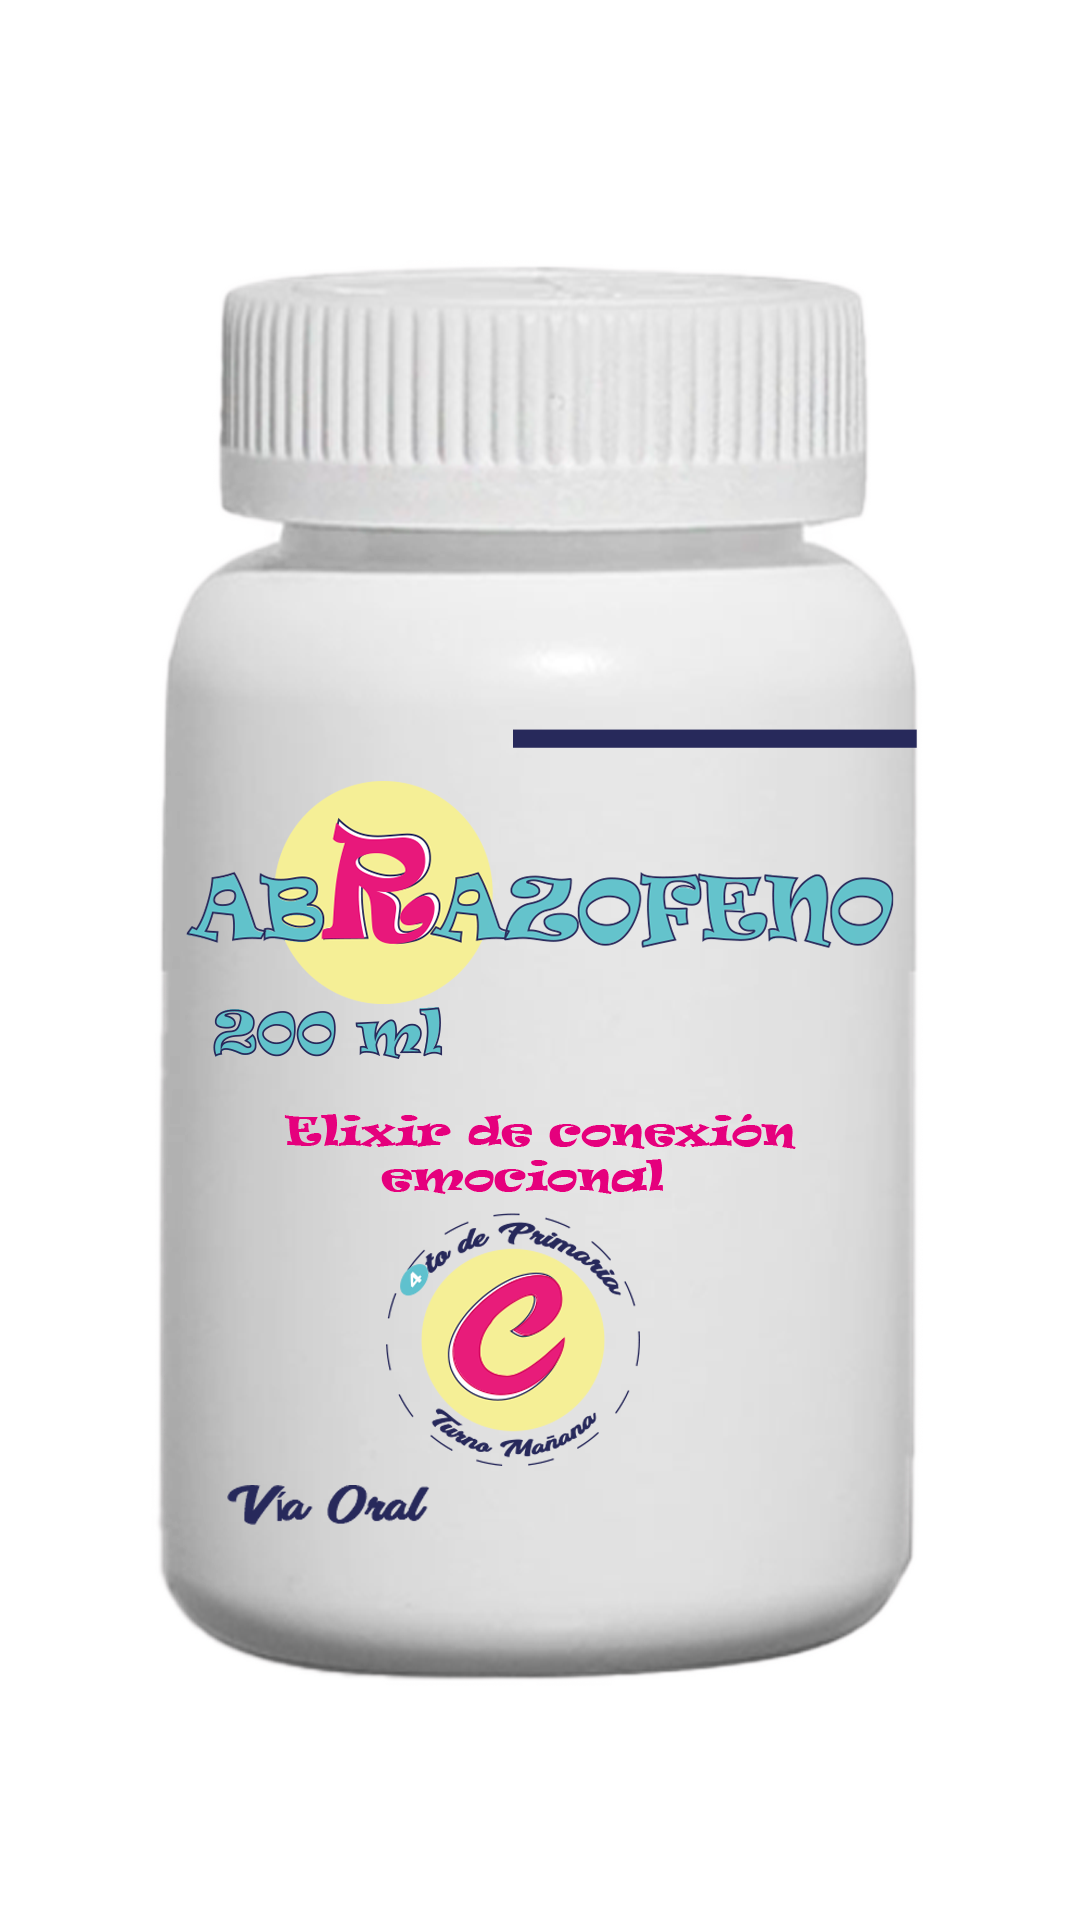 ABRAZOFENO
200 ml
Elixir de conexión
emocional
4to de Primaria
C
Turno Mañana
Vía Oral